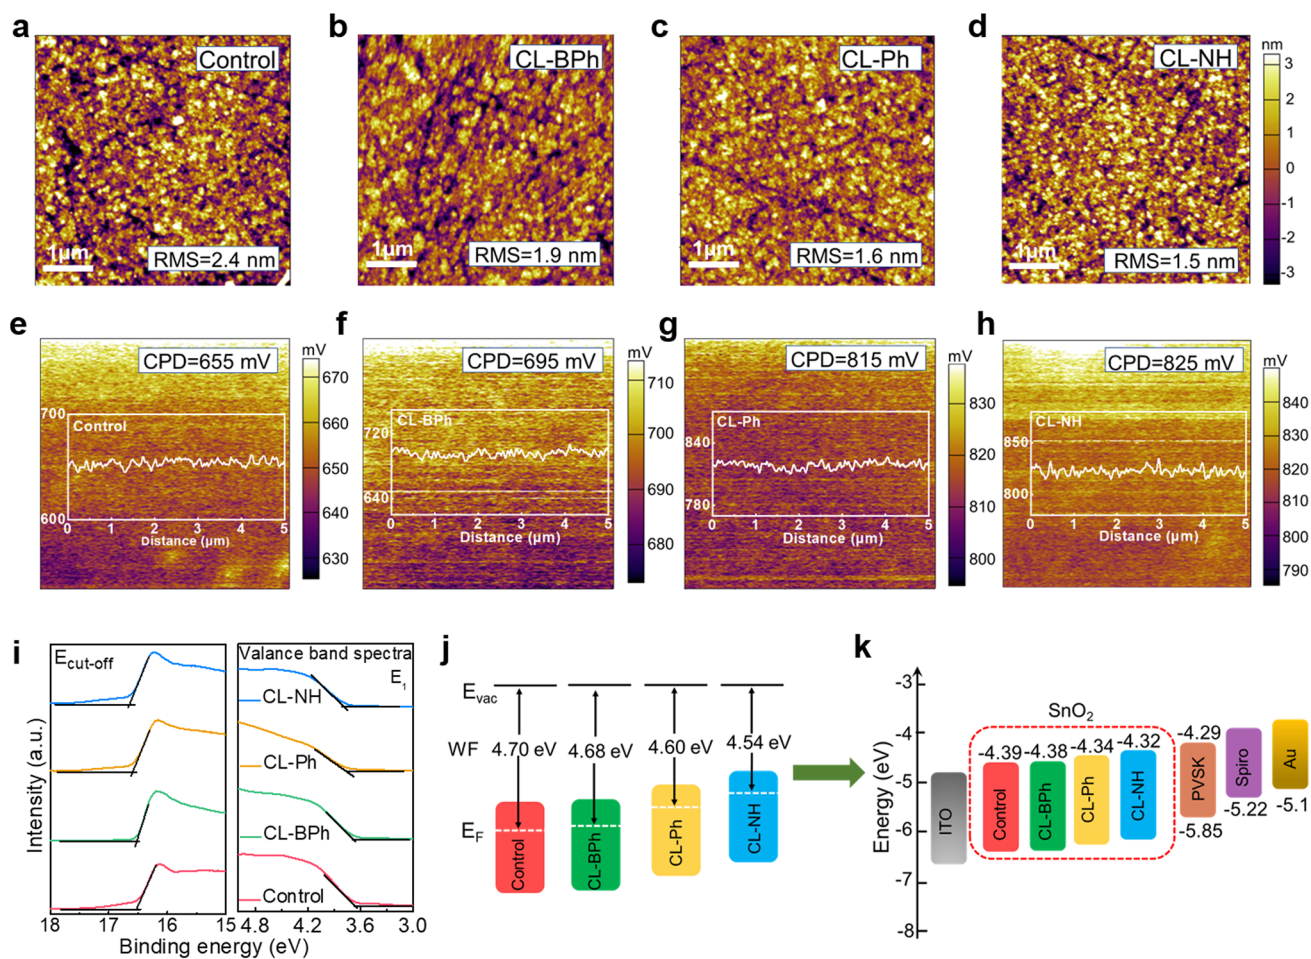 a
Control
1μm
RMS=2.4 nm
b
CL-BPh
1μm
RMS=1.9 nm
c
CL-Ph
1μm
RMS=1.6 nm
d
CL-NH
1μm
RMS=1.5 nm
nm
3
2
1
0
-1
-2
-3
e
CPD=655 mV
700
Control
600
0 1 2 3 4 5
Distance (μm)
mV
670
660
650
640
630
f
CPD=695 mV
CL-BPh
720
640
0 1 2 3 4 5
Distance (μm)
mV
710
700
690
680
g
CPD=815 mV
CL-Ph
840
780
0 1 2 3 4 5
Distance (μm)
mV
830
820
810
800
h
CPD=825 mV
CL-NH
850
800
0 1 2 3 4 5
Distance (μm)
mV
840
830
820
810
800
790
i
Intensity (a.u.)
Ecut-off
Valance band spectra
E1
CL-NH
CL-Ph
CL-BPh
Control
18 17 16 15 4.8 4.2 3.6 3.0
Binding energy (eV)
j
Evac
WF 4.70 eV 4.68 eV 4.60 eV 4.54 eV
EF
Control
CL-BPh
CL-Ph
CL-NH
k
Energy (eV)
-3
-4
-5
-6
-7
-8
SnO2
-4.39 -4.38 -4.34 -4.32 -4.29
ITO
Control
CL-BPh
CL-Ph
CL-NH
PVSK
Spiro
Au
-5.85 -5.22 -5.1